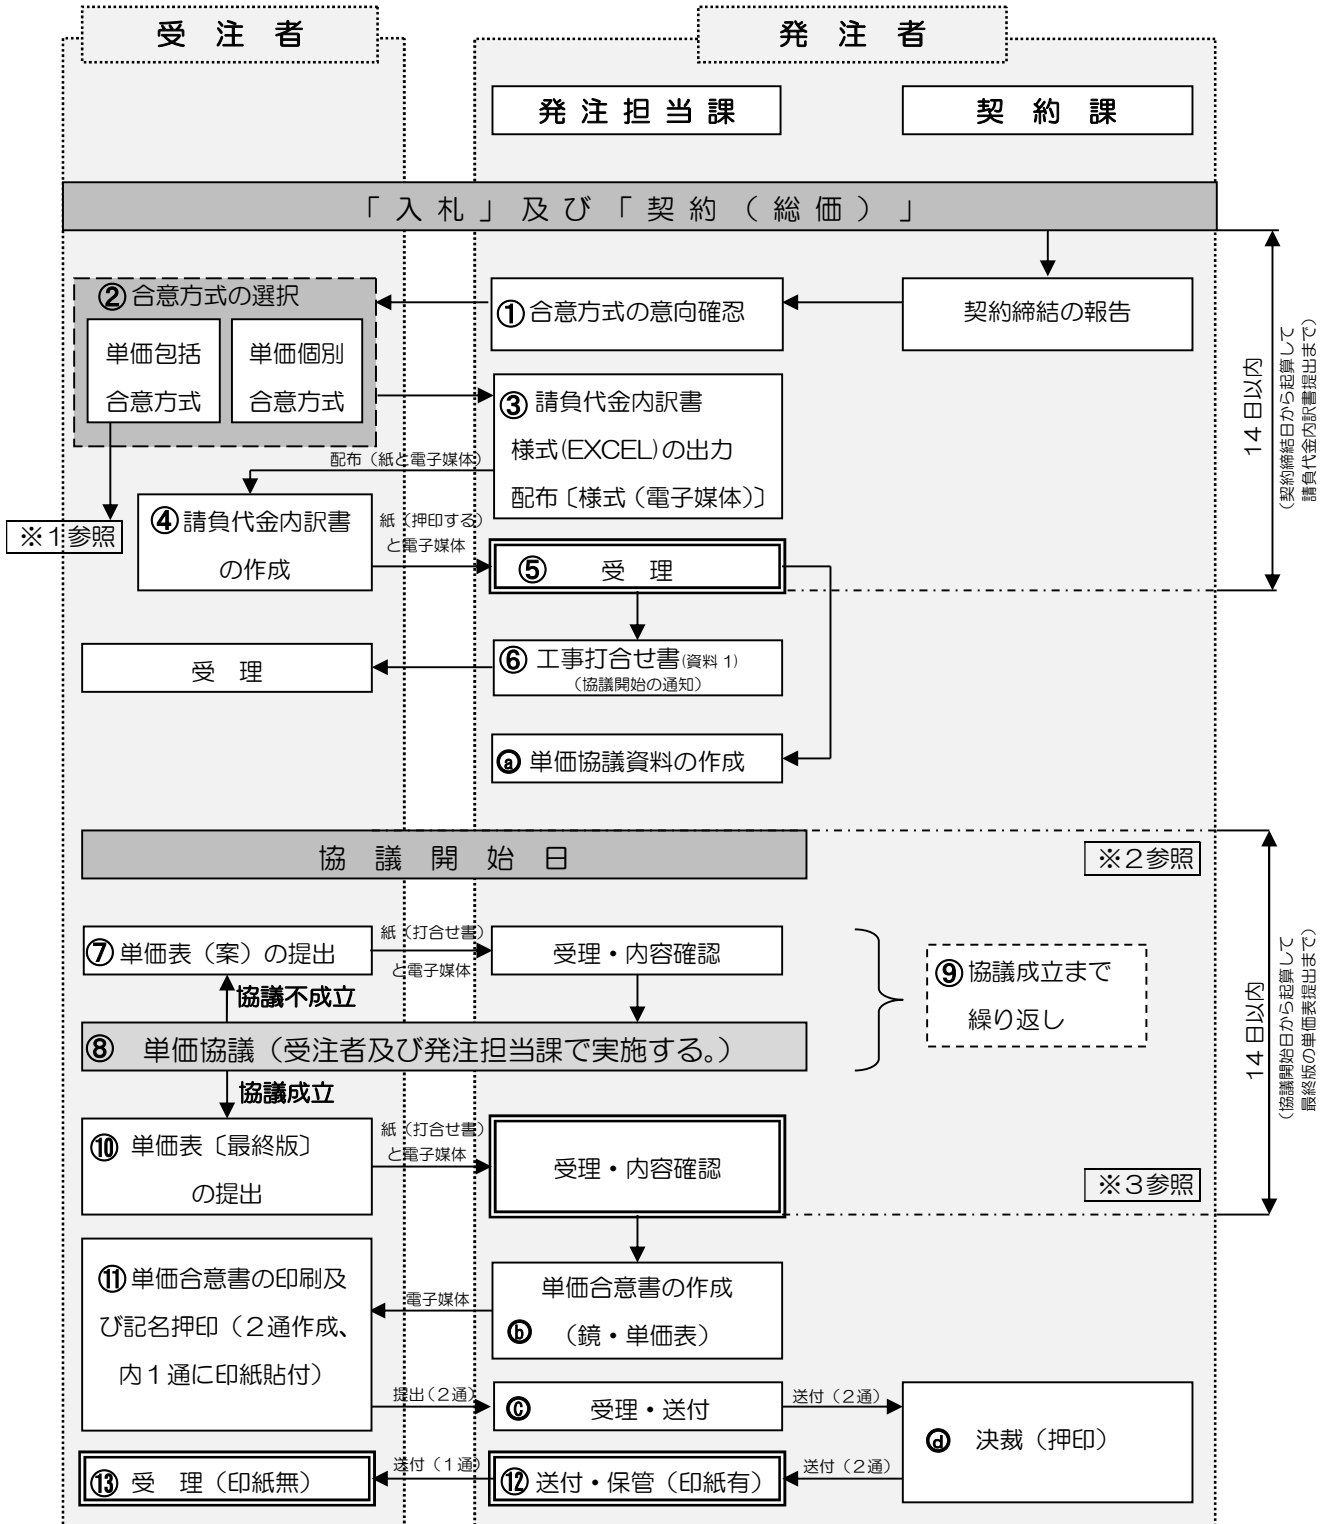 受 注 者
発 注 者
発 注 担 当 課
契 約 課
「 入 札 」 及 び 「 契 約 （ 総 価 ） 」
② 合意方式の選択
単価包括
合意方式
単価個別
合意方式
① 合意方式の意向確認
契約締結の報告
③ 請負代金内訳書
様式(EXCEL)の出力
配布〔様式（電子媒体）〕
配布（紙と電子媒体）
※１参照
④ 請負代金内訳書
の作成
紙（押印する）
と電子媒体
⑤ 受 理
14日以内
（契約締結日から起算して
請負代金内訳書提出まで）
受 理
⑥ 工事打合せ書(資料1)
（協議開始の通知）
ⓐ 単価協議資料の作成
協 議 開 始 日
※２参照
⑦ 単価表（案）の提出
紙（打合せ書）
と電子媒体
受理・内容確認
⑨ 協議成立まで
繰り返し
協議不成立
⑧ 単価協議（受注者及び発注担当課で実施する。）
協議成立
14日以内
（協議開始日から起算して
最終版の単価表提出まで）
⑩ 単価表〔最終版〕
の提出
紙（打合せ書）
と電子媒体
受理・内容確認
※３参照
⑪ 単価合意書の印刷及
び記名押印（２通作成、
内１通に印紙貼付）
電子媒体
単価合意書の作成
ⓑ （鏡・単価表）
提出（2通）
ⓒ 受理・送付
送付（2通）
ⓓ 決裁（押印）
⑬ 受 理（印紙無）
送付（1通）
⑫ 送付・保管（印紙有）
送付（2通）